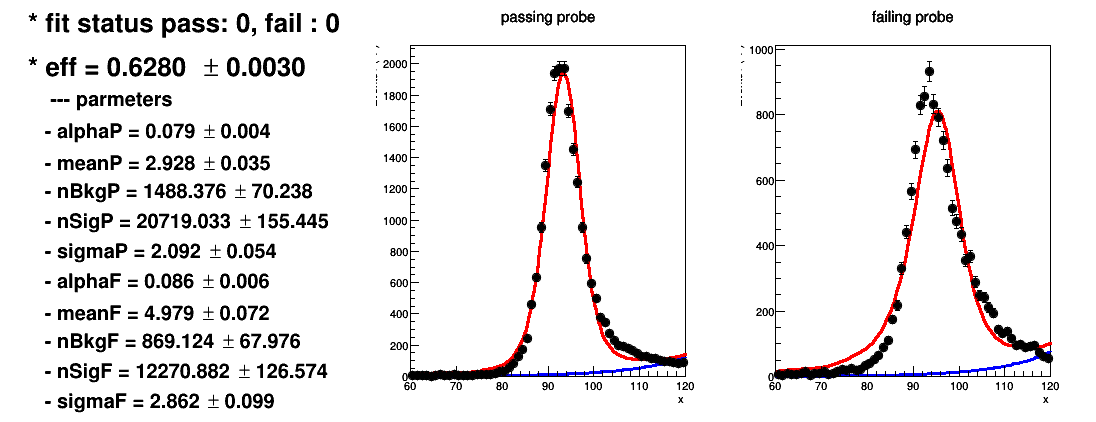 * fit status pass: 0, fail : 0
* eff = 0.6280 ± 0.0030
--- parmeters
- alphaP = 0.079 ± 0.004
- meanP = 2.928 ± 0.035
- nBkgP = 1488.376 ± 70.238
- nSigP = 20719.033 ± 155.445
- sigmaP = 2.092 ± 0.054
- alphaF = 0.086 ± 0.006
- meanF = 4.979 ± 0.072
- nBkgF = 869.124 ± 67.976
- nSigF = 12270.882 ± 126.574
- sigmaF = 2.862 ± 0.099
passing probe
2000
1800
1600
1400
1200
1000
800
600
400
200
0
60 70 80 90 100 110 120
x
failing probe
1000
800
600
400
200
0
60 70 80 90 100 110 120
x